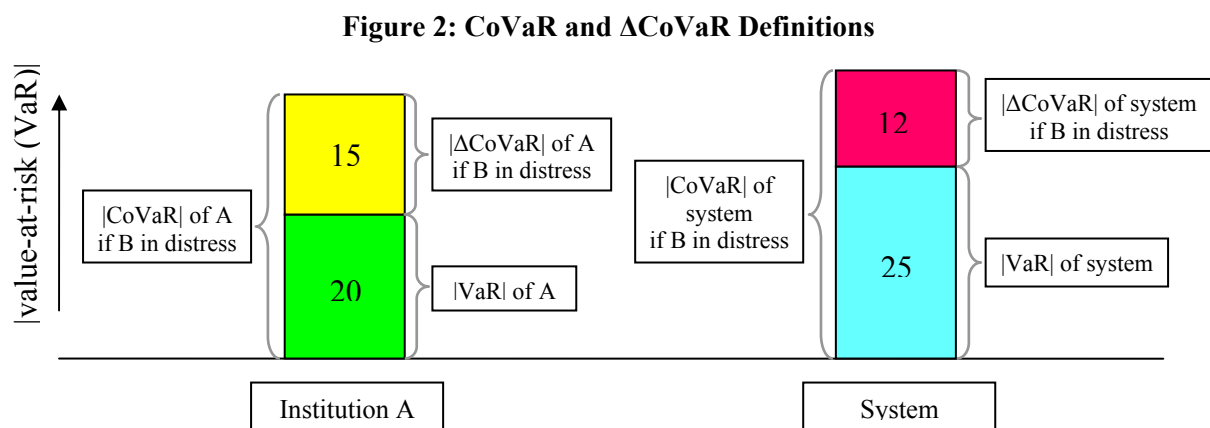 Figure 2: CoVaR and ΔCoVaR Definitions
|value-at-risk (VaR)|
15
20
|CoVaR| of A
if B in distress
|ΔCoVaR| of A
if B in distress
|VaR| of A
Institution A
12
25
|CoVaR| of
system
if B in distress
|ΔCoVaR| of system
if B in distress
|VaR| of system
System